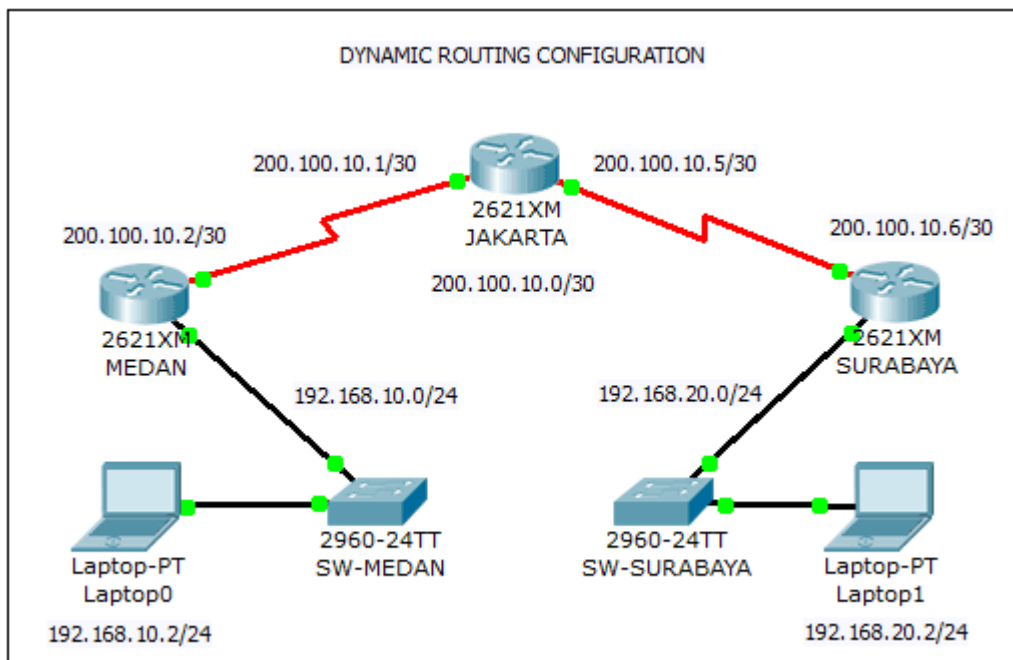 DYNAMIC ROUTING CONFIGURATION
200.100.10.1/30
200.100.10.5/30
2621XM
JAKARTA
200.100.10.2/30
200.100.10.6/30
200.100.10.0/30
2621XM
MEDAN
2621XM
SURABAYA
192.168.10.0/24
192.168.20.0/24
Laptop-PT
Laptop0
2960-24TT
SW-MEDAN
2960-24TT
SW-SURABAYA
Laptop-PT
Laptop1
192.168.10.2/24
192.168.20.2/24